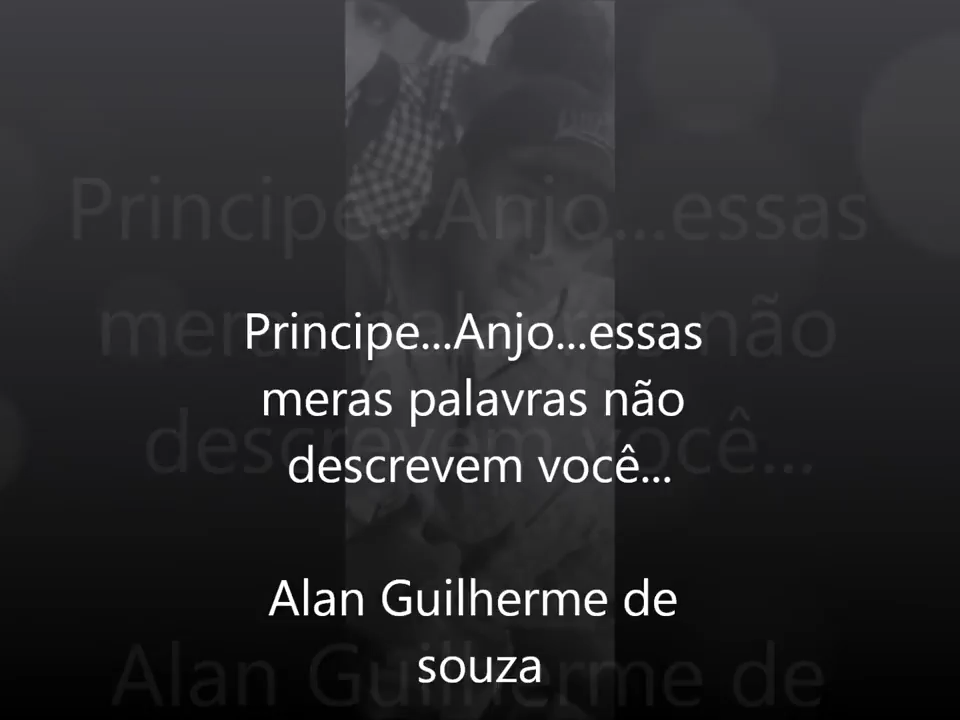 Principe...Anjo...essas
meras palavras não
descrevem você...
Alan Guilherme de
souza